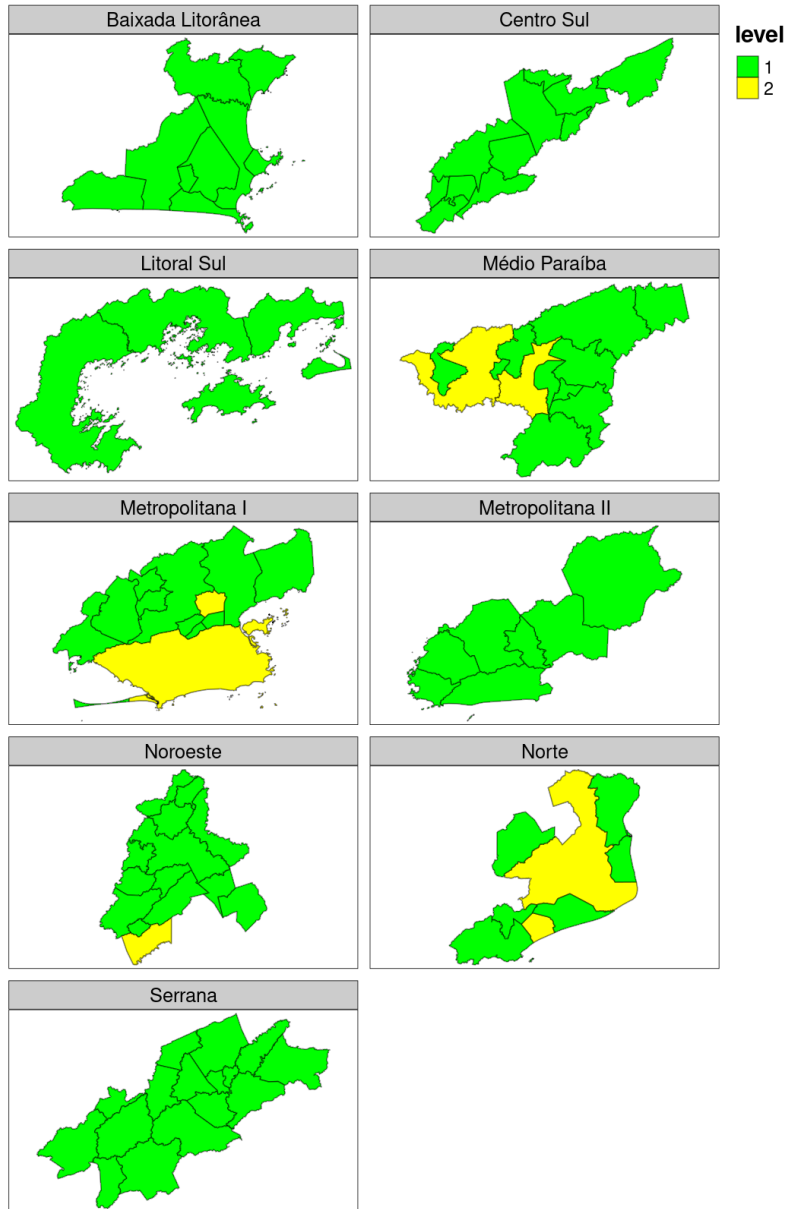 Baixada Litorânea
Centro Sul
level
1
2
Litoral Sul
Médio Paraíba
Metropolitana I
Metropolitana II
Noroeste
Norte
Serrana